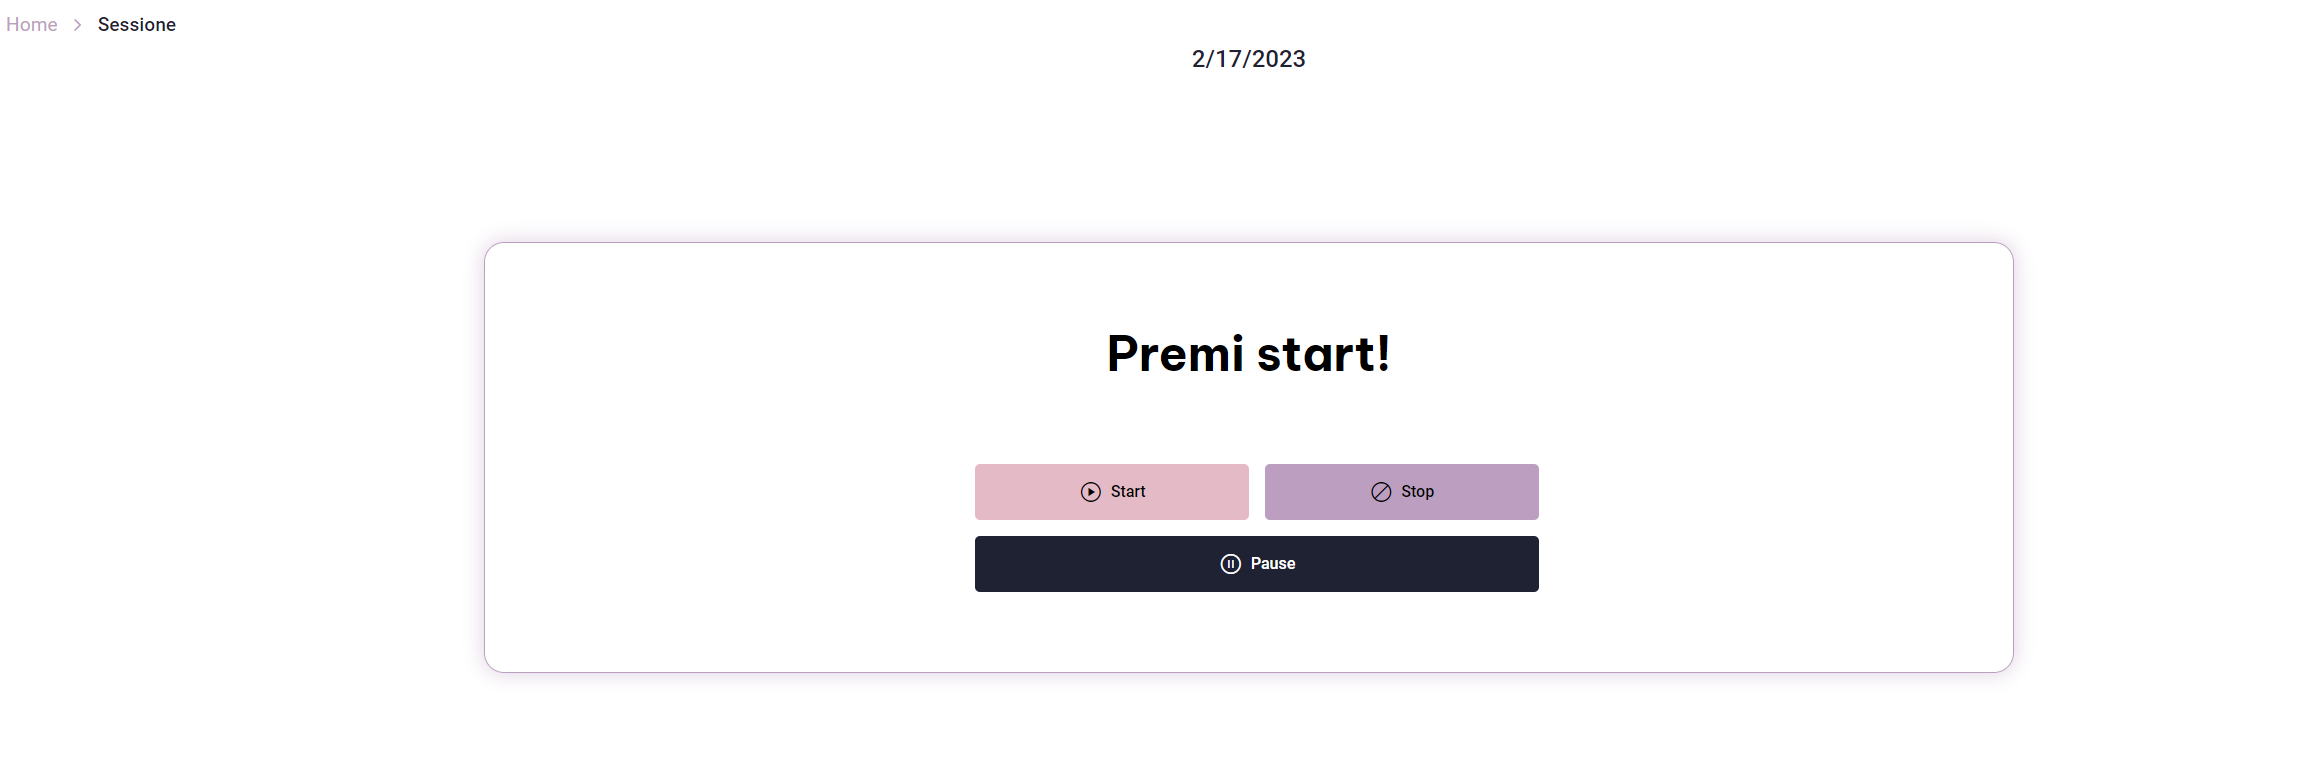 Home > Sessione
2/17/2023
Premi start!
Start Stop
Pause